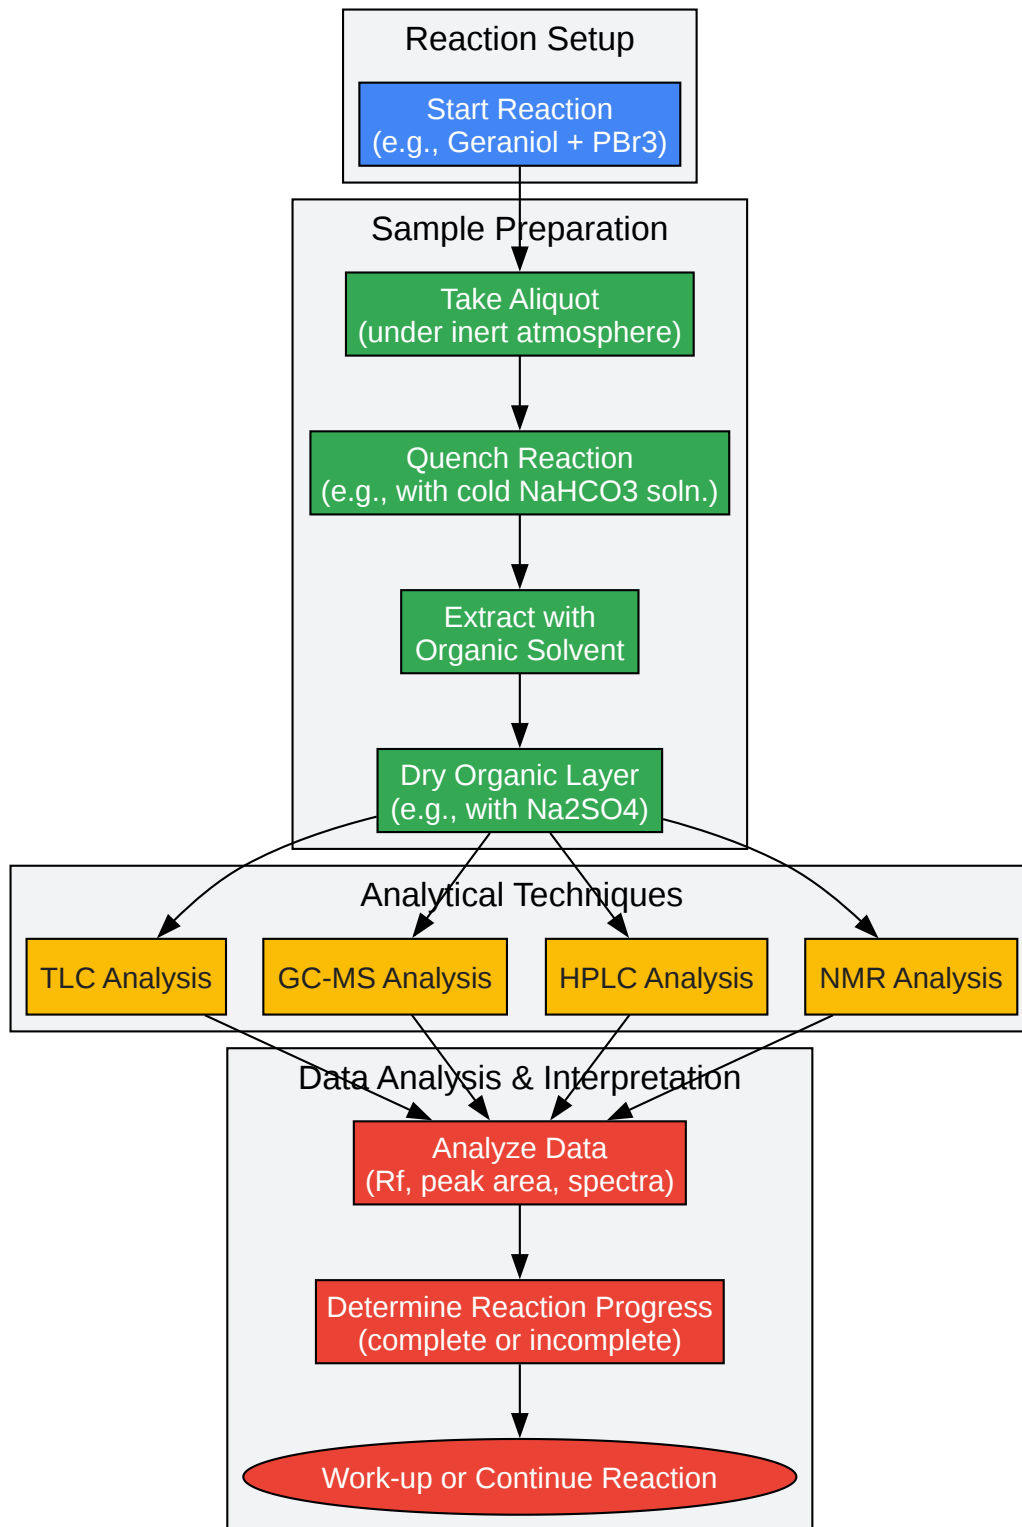 Reaction Setup
Start Reaction
(e.g., Geraniol + PBr3)
Sample Preparation
Take Aliquot
(under inert atmosphere)
Quench Reaction
(e.g., with cold NaHCO3 soln.)
Extract with
Organic Solvent
Dry Organic Layer
(e.g., with Na2SO4)
Analytical Techniques
TLC Analysis
GC-MS Analysis
HPLC Analysis
NMR Analysis
Data Analysis & Interpretation
Analyze Data
(Rf, peak area, spectra)
Determine Reaction Progress
(complete or incomplete)
Work-up or Continue Reaction